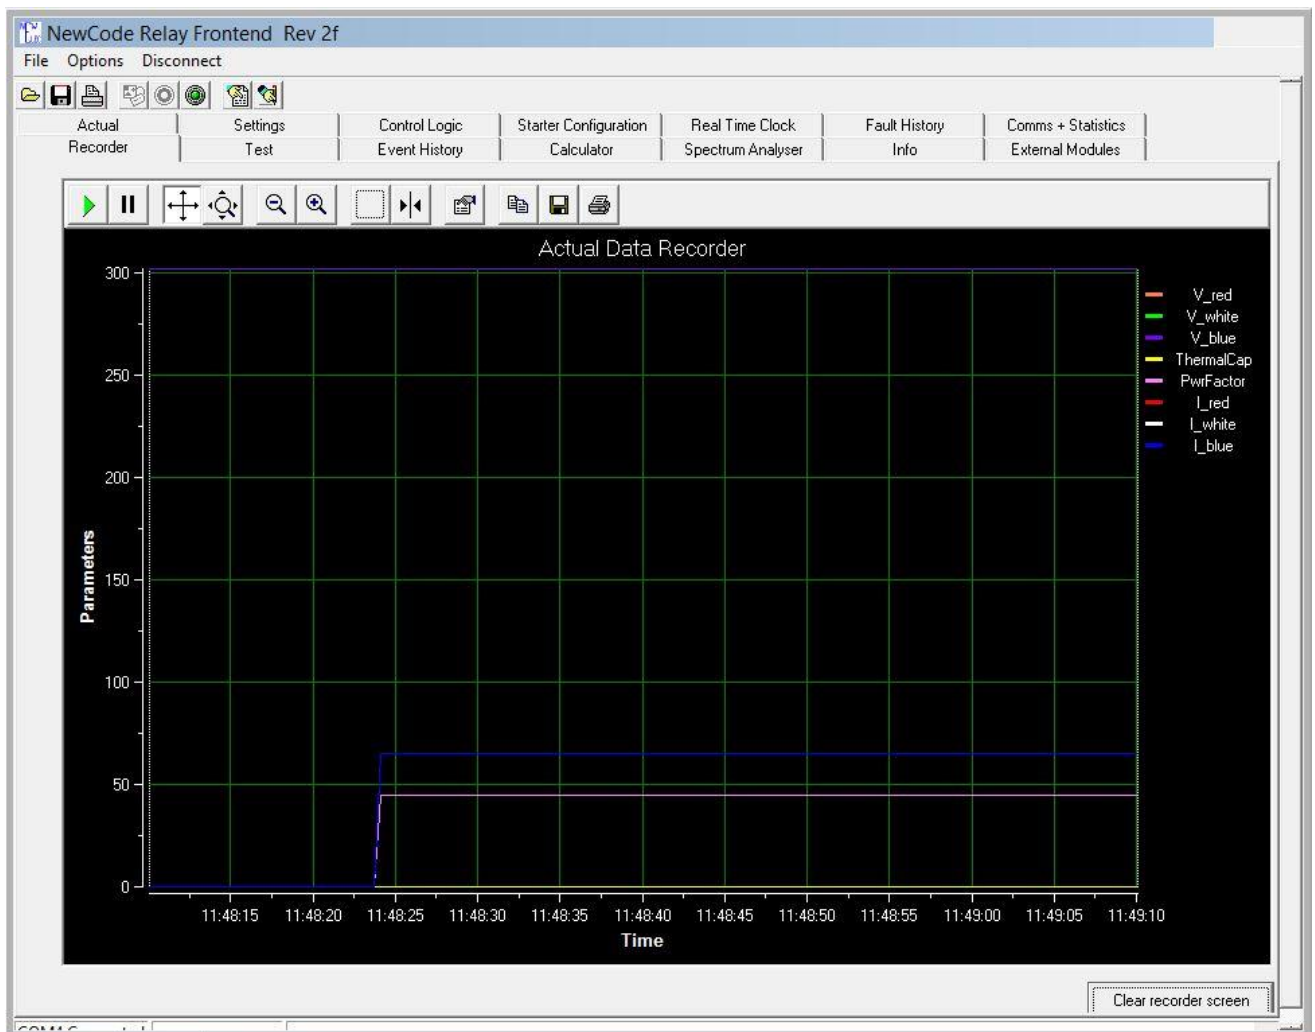 NewCode Relay Frontend Rev 2f
File Options Disconnect
Actual Settings Control Logic Starter Configuration Real Time Clock Fault History Comms + Statistics
Recorder Test Event History Calculator Spectrum Analyser Info External Modules
Actual Data Recorder
300
250
200
150
100
50
0
Parameters
V_red
V_white
V_blue
ThermalCap
PwrFactor
I_red
I_white
I_blue
11:48:15 11:48:20 11:48:25 11:48:30 11:48:35 11:48:40 11:48:45 11:48:50 11:48:55 11:49:00 11:49:05 11:49:10
Time
Clear recorder screen